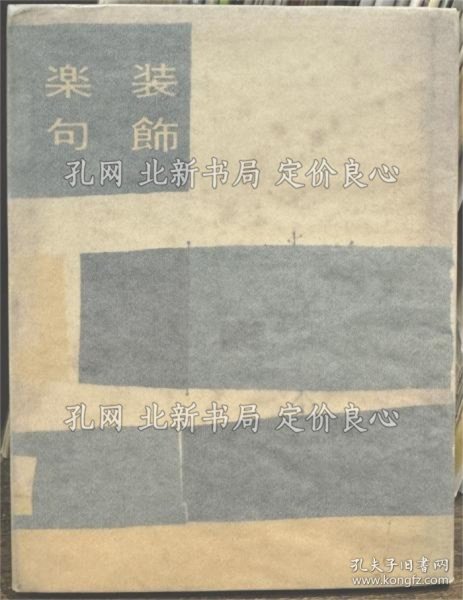 装飾
楽句
孔网 北新书局 定价良心
孔网 北新书局 定价良心
孔夫子旧书网
www.kongfz.com